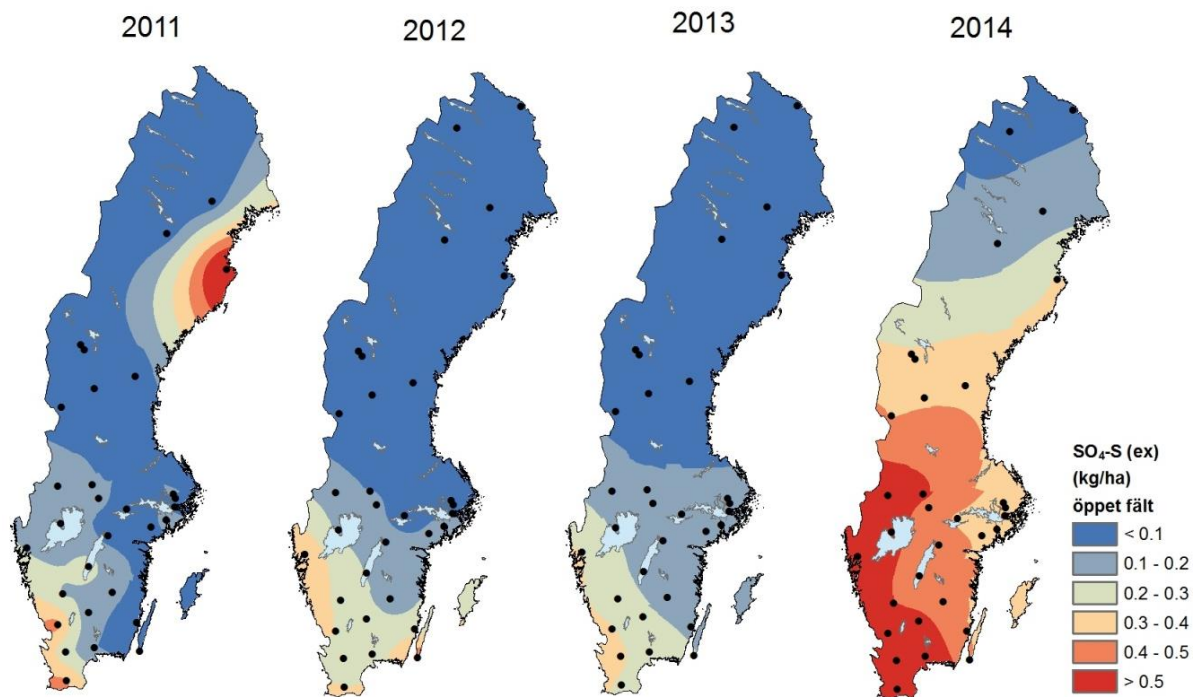 2011
2012
2013
2014
SO₄-S (ex)
(kg/ha)
öppet fält
< 0.1
0.1 - 0.2
0.2 - 0.3
0.3 - 0.4
0.4 - 0.5
> 0.5